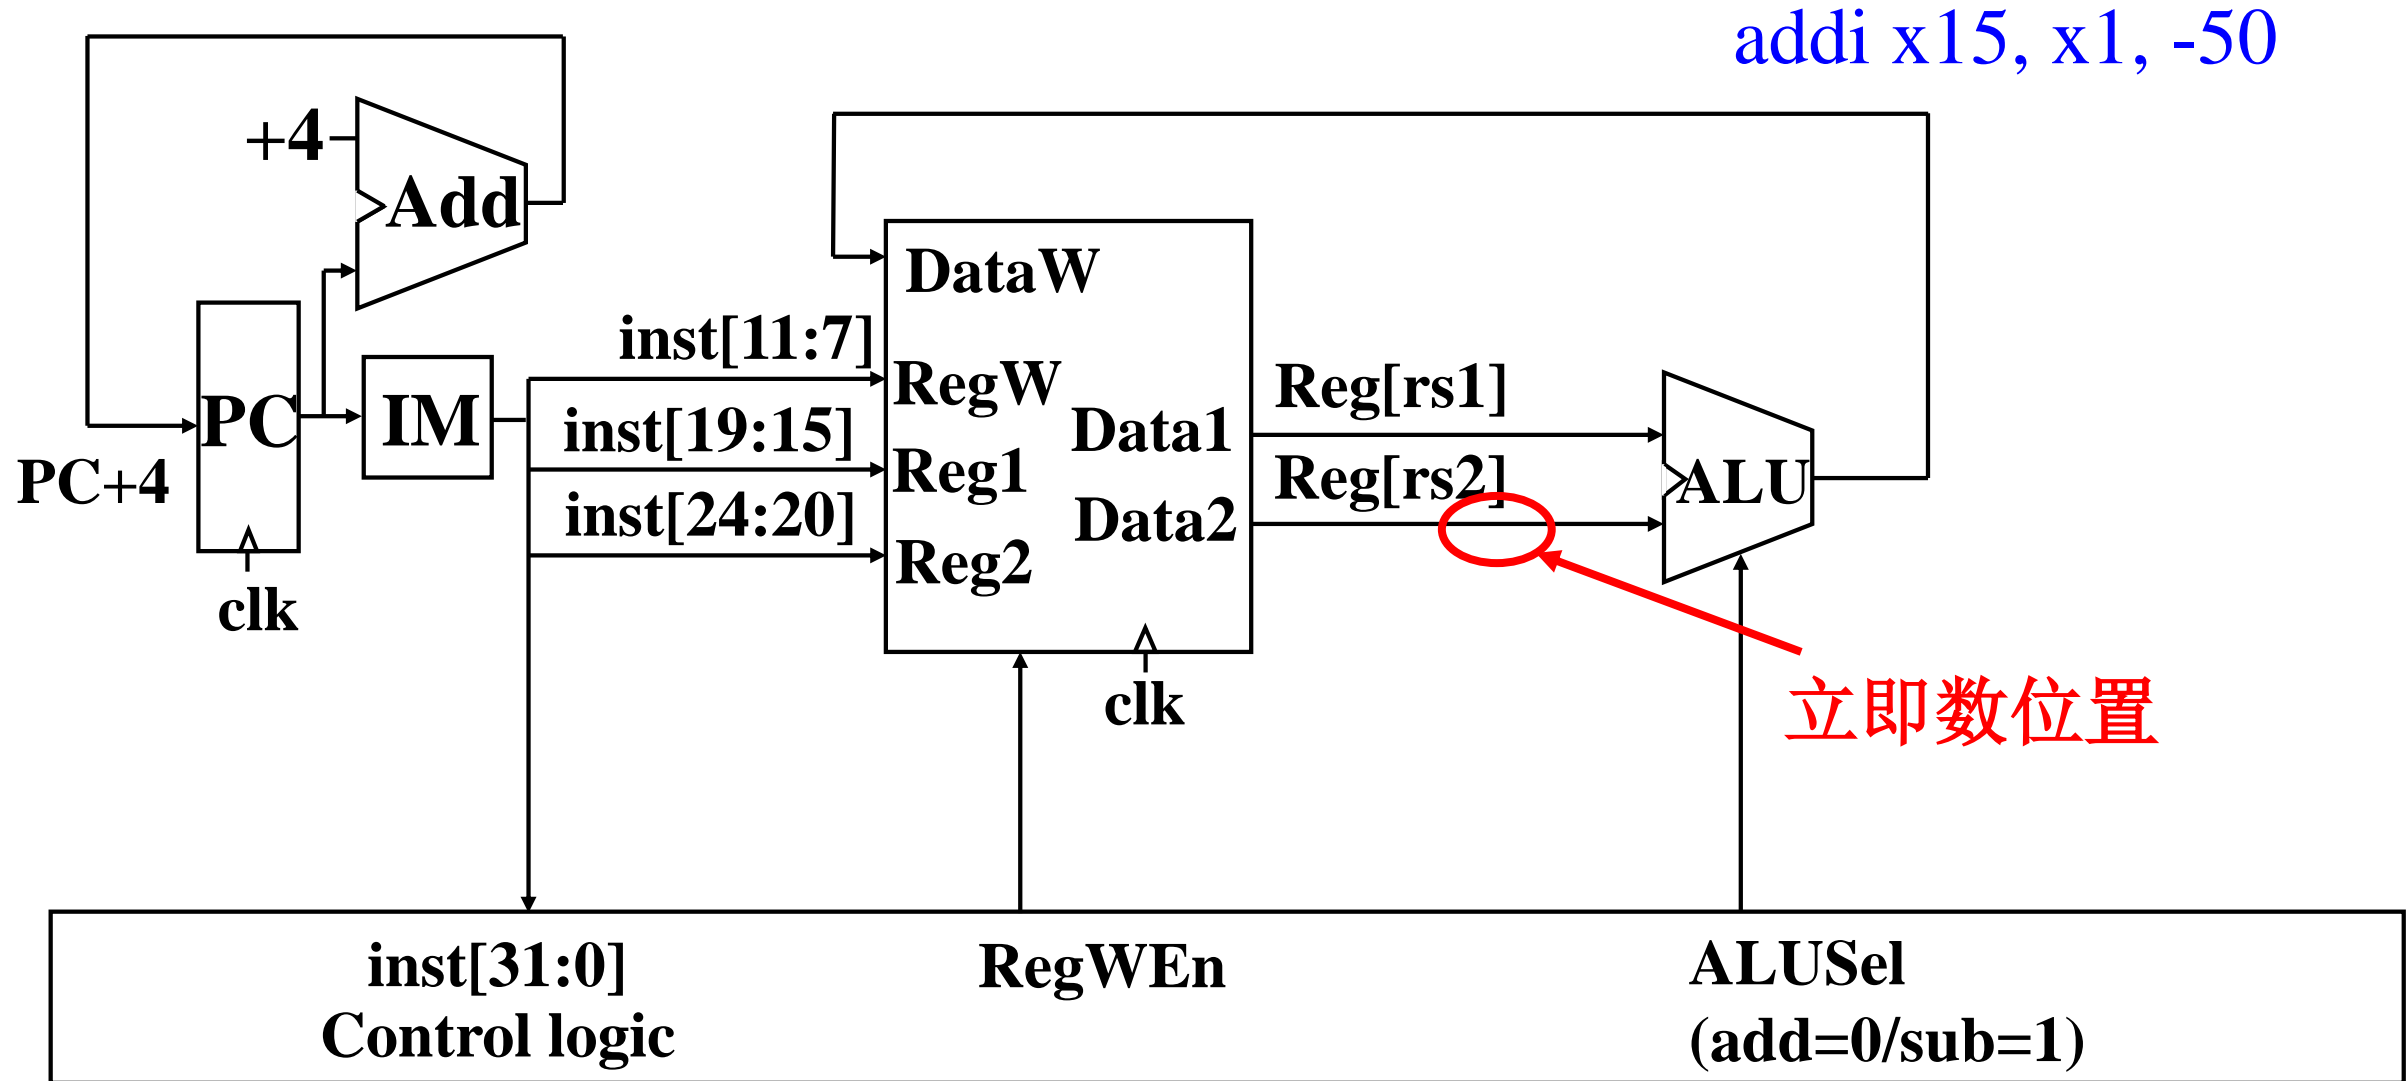 addi x15, x1, -50
+4
Add
DataW
inst[11:7]
RegW
Reg[rs1]
PC
IM
inst[19:15]
Data1
Reg1
PC+4
Reg[rs2]
ALU
inst[24:20]
Data2
Reg2
clk
clk
立即数位置
inst[31:0]
RegWEn
ALUSel
Control logic
(add=0/sub=1)